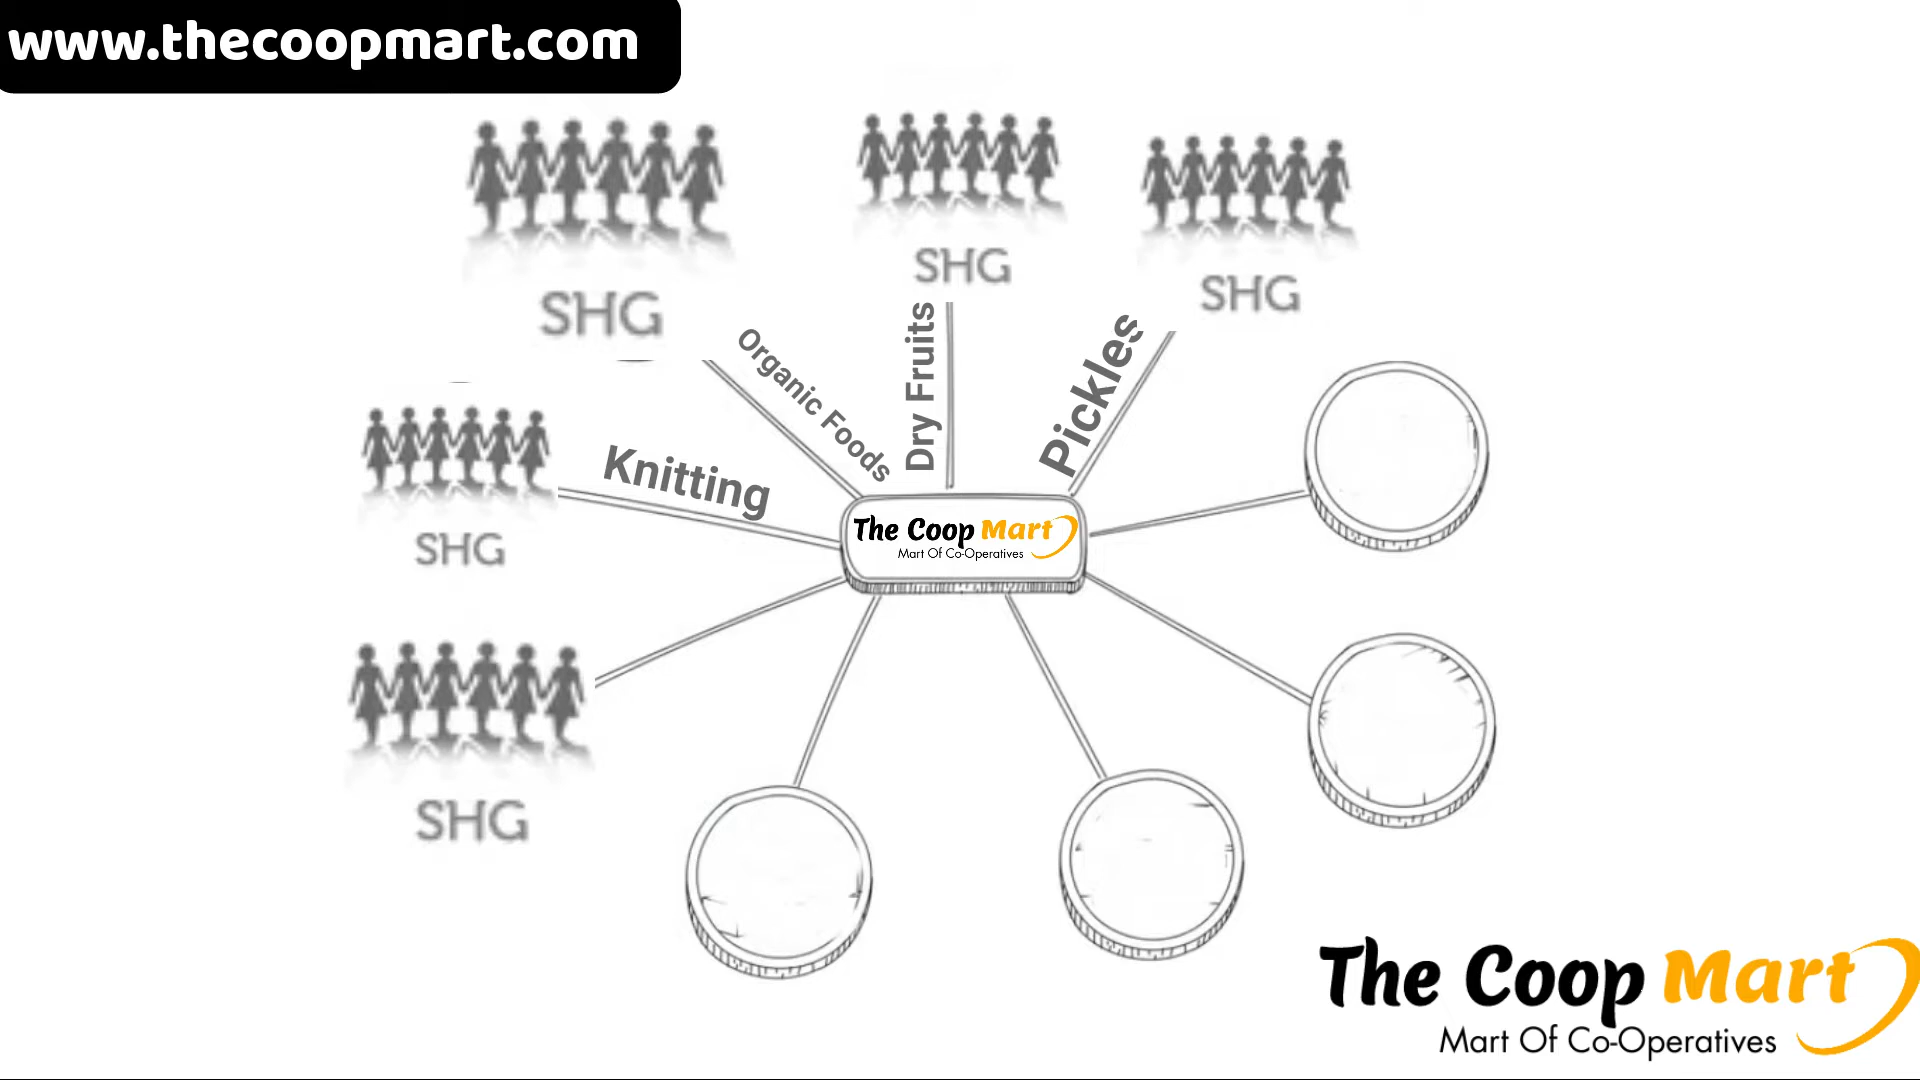 www.thecoopmart.com
SHG
SHG
SHG
Organic Foods
Dry Fruits
Pickles
Knitting
SHG
The Coop Mart
Mart Of Co-Operatives
SHG
The Coop Mart
Mart Of Co-Operatives